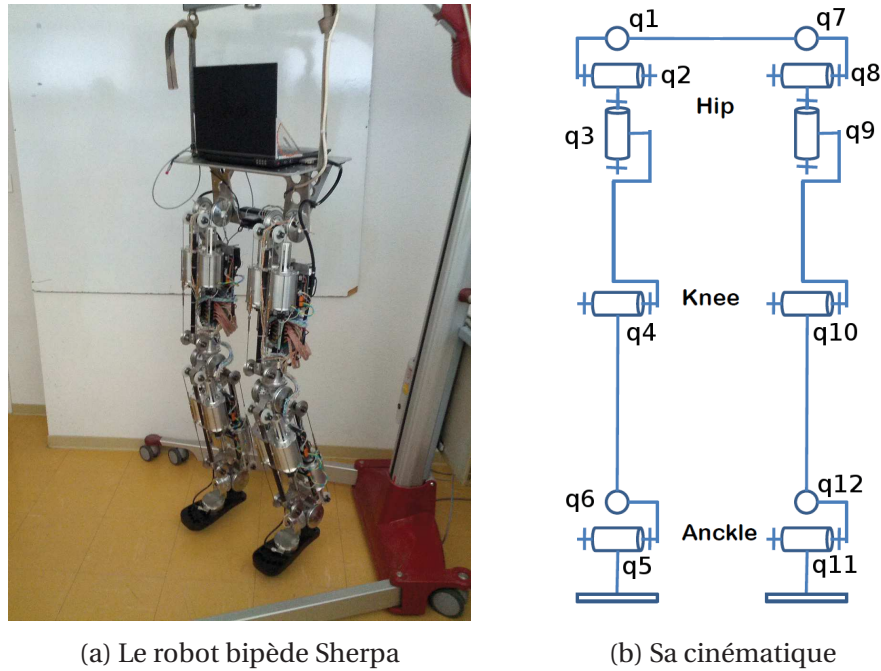 q1
q7
q2
q8
Hip
q3
q9
Knee
q4
q10
q6
q12
Anckle
q5
q11
(a) Le robot bipède Sherpa
(b) Sa cinématique